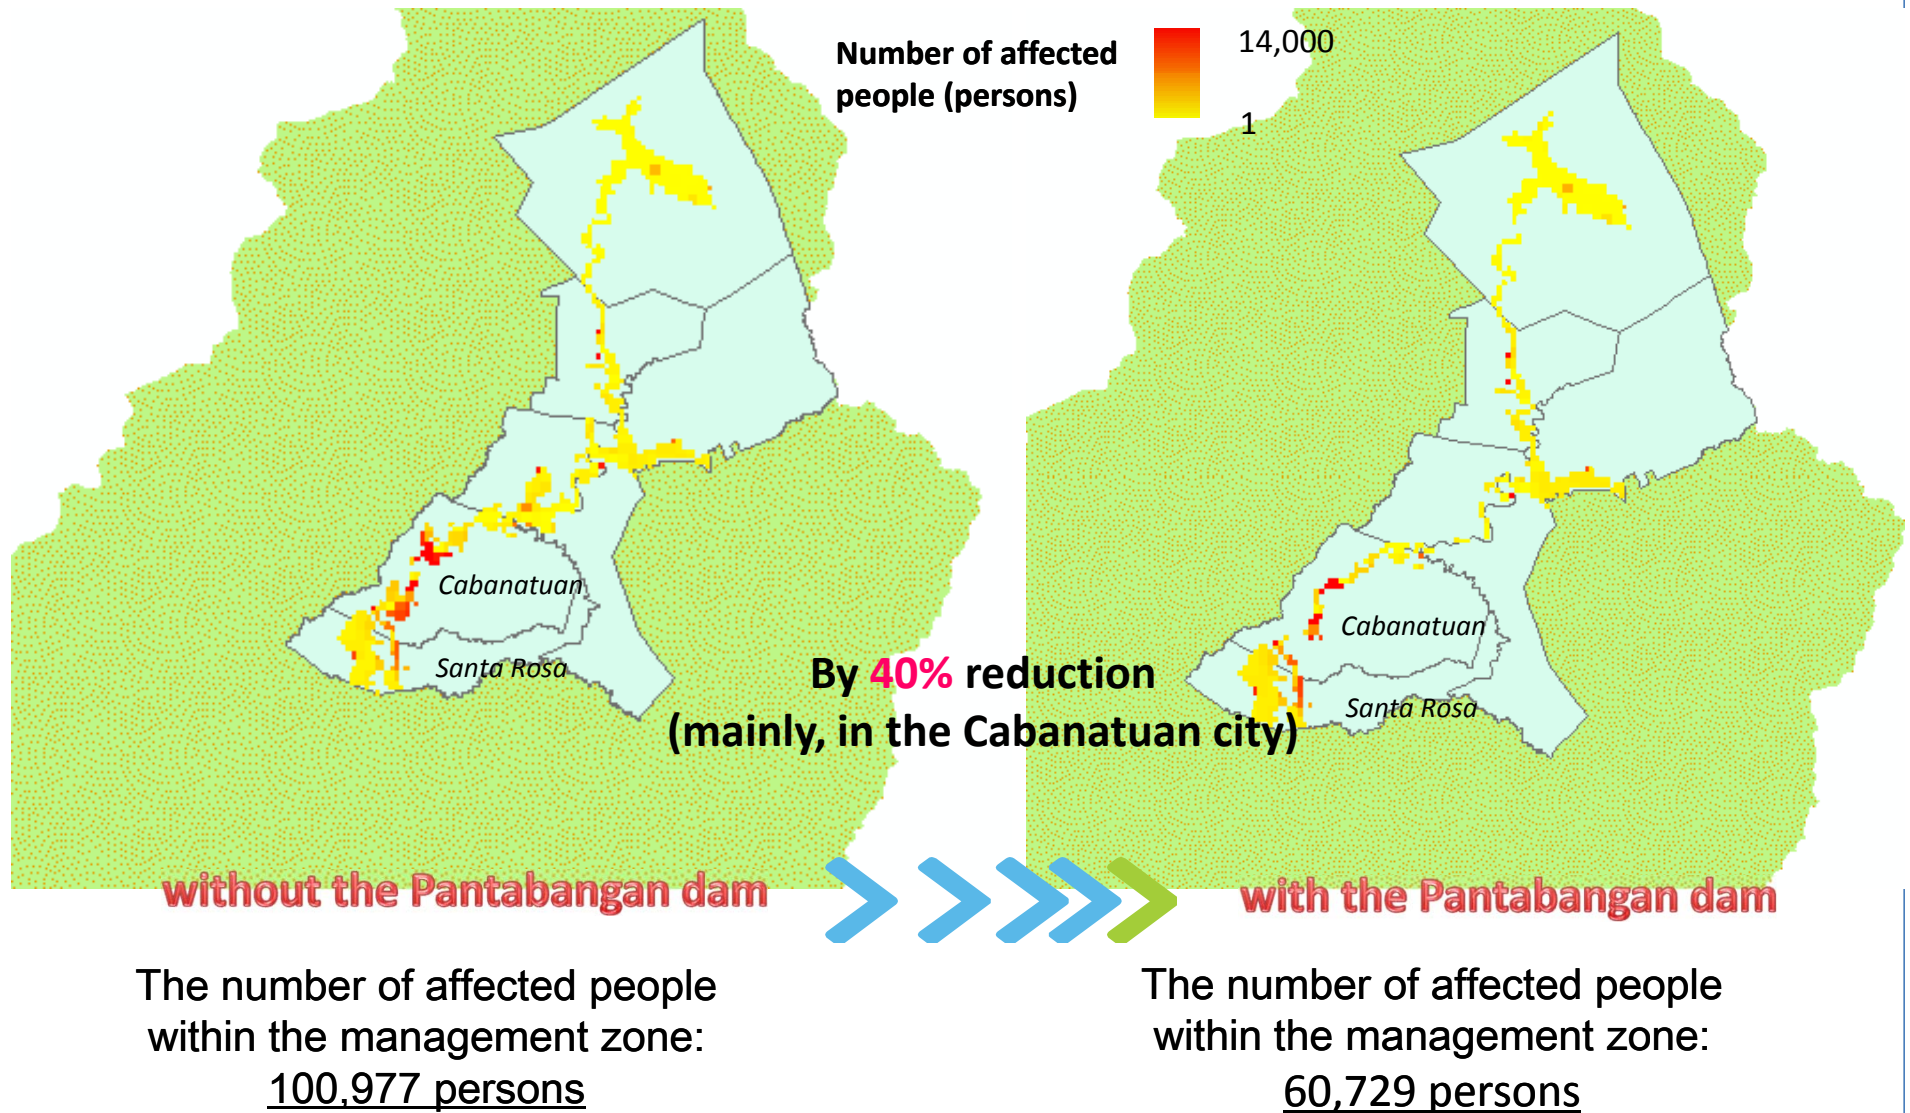 Number of affected
people (persons)
14,000
1
Cabanatuan
Santa Rosa
Cabanatuan
Santa Rosa
By 40% reduction
(mainly, in the Cabanatuan city)
without the Pantabangan dam
with the Pantabangan dam
The number of affected people
within the management zone:
100,977 persons
The number of affected people
within the management zone:
60,729 persons